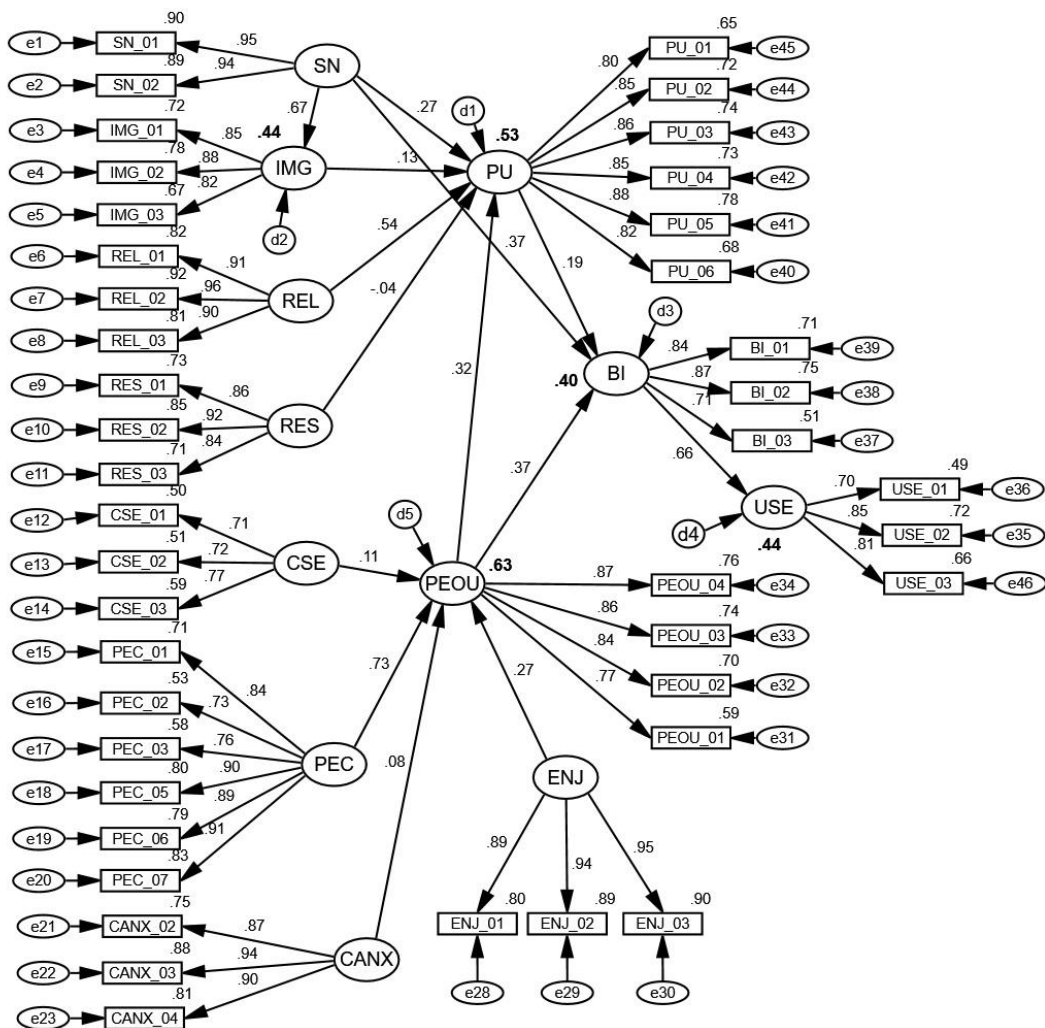 .90
e1 SN_01 .95
.89
e2 SN_02 .94
SN
.67
.27
.72
e3 IMG_01 .85
.78
e4 IMG_02 .88
.67
e5 IMG_03 .82
.44
IMG
d2
.13
.82
e6 REL_01 .91
.92
e7 REL_02 .96
.81
e8 REL_03 .90
REL
.54
.73
e9 RES_01 .86
.85
e10 RES_02 .92
.71
e11 RES_03 .84
RES
-.04
.50
e12 CSE_01 .71
.51
e13 CSE_02 .72
.59
e14 CSE_03 .77
CSE
.11
.71
e15 PEC_01 .84
.53
e16 PEC_02 .73
.58
e17 PEC_03 .76
.80
e18 PEC_05 .90
.79
e19 PEC_06 .89
.83
e20 PEC_07 .91
PEC
.73
.75
e21 CANX_02 .87
.88
e22 CANX_03 .94
.81
e23 CANX_04 .90
CANX
.08
d1
.53
PU
.65
.80 PU_01 e45
.72
.85 PU_02 e44
.74
.86 PU_03 e43
.73
.85 PU_04 e42
.78
.88 PU_05 e41
.68
.82 PU_06 e40
.37
.19
.32
d3
.40
BI
.71
.84 BI_01 e39
.75
.87 BI_02 e38
.51
.71 BI_03 e37
.37
.66
d4
USE
.44
.49
.70 USE_01 e36
.72
.85 USE_02 e35
.66
.81 USE_03 e46
d5
.63
PEOU
.76
.87 PEOU_04 e34
.74
.86 PEOU_03 e33
.70
.84 PEOU_02 e32
.59
.77 PEOU_01 e31
.27
ENJ
.89 .94 .95
.80 .89 .90
ENJ_01 ENJ_02 ENJ_03
e28 e29 e30